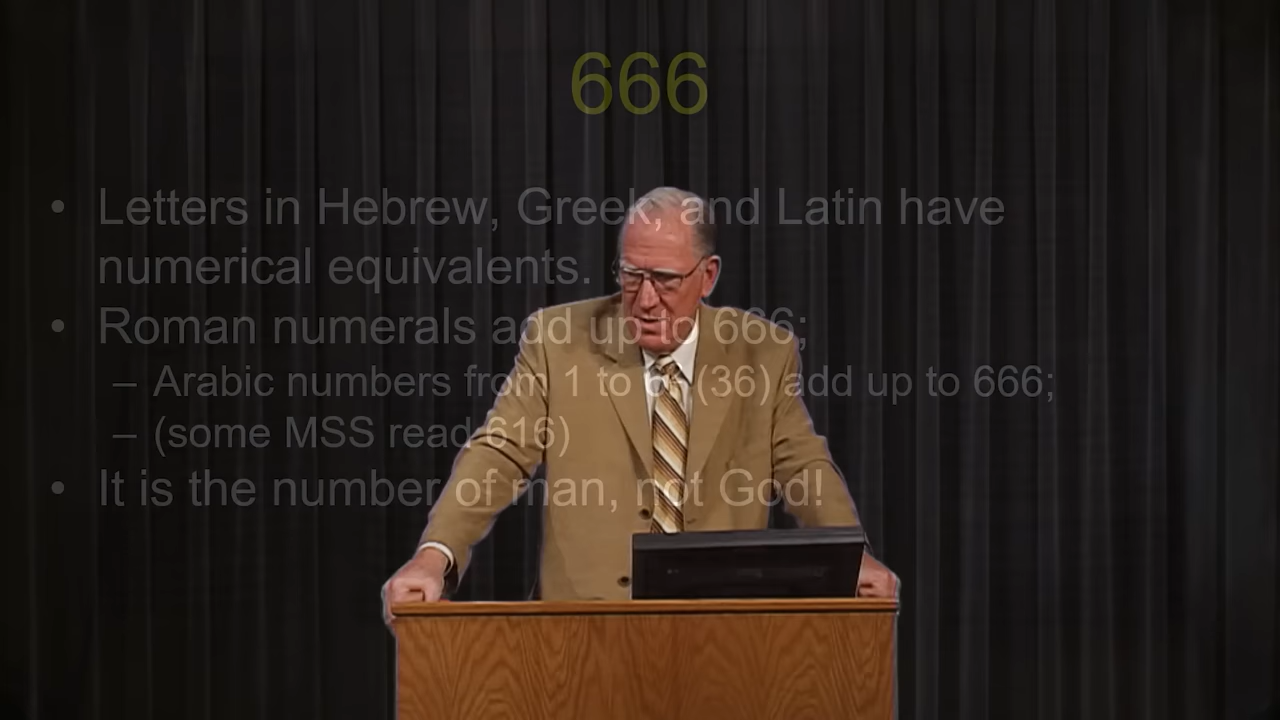 666
• Letters in Hebrew, Greek, and Latin have
numerical equivalents.
• Roman numerals add up to 666;
– Arabic numbers from 1 to 6² (36) add up to 666;
– (some MSS read 616)
• It is the number of man, not God!